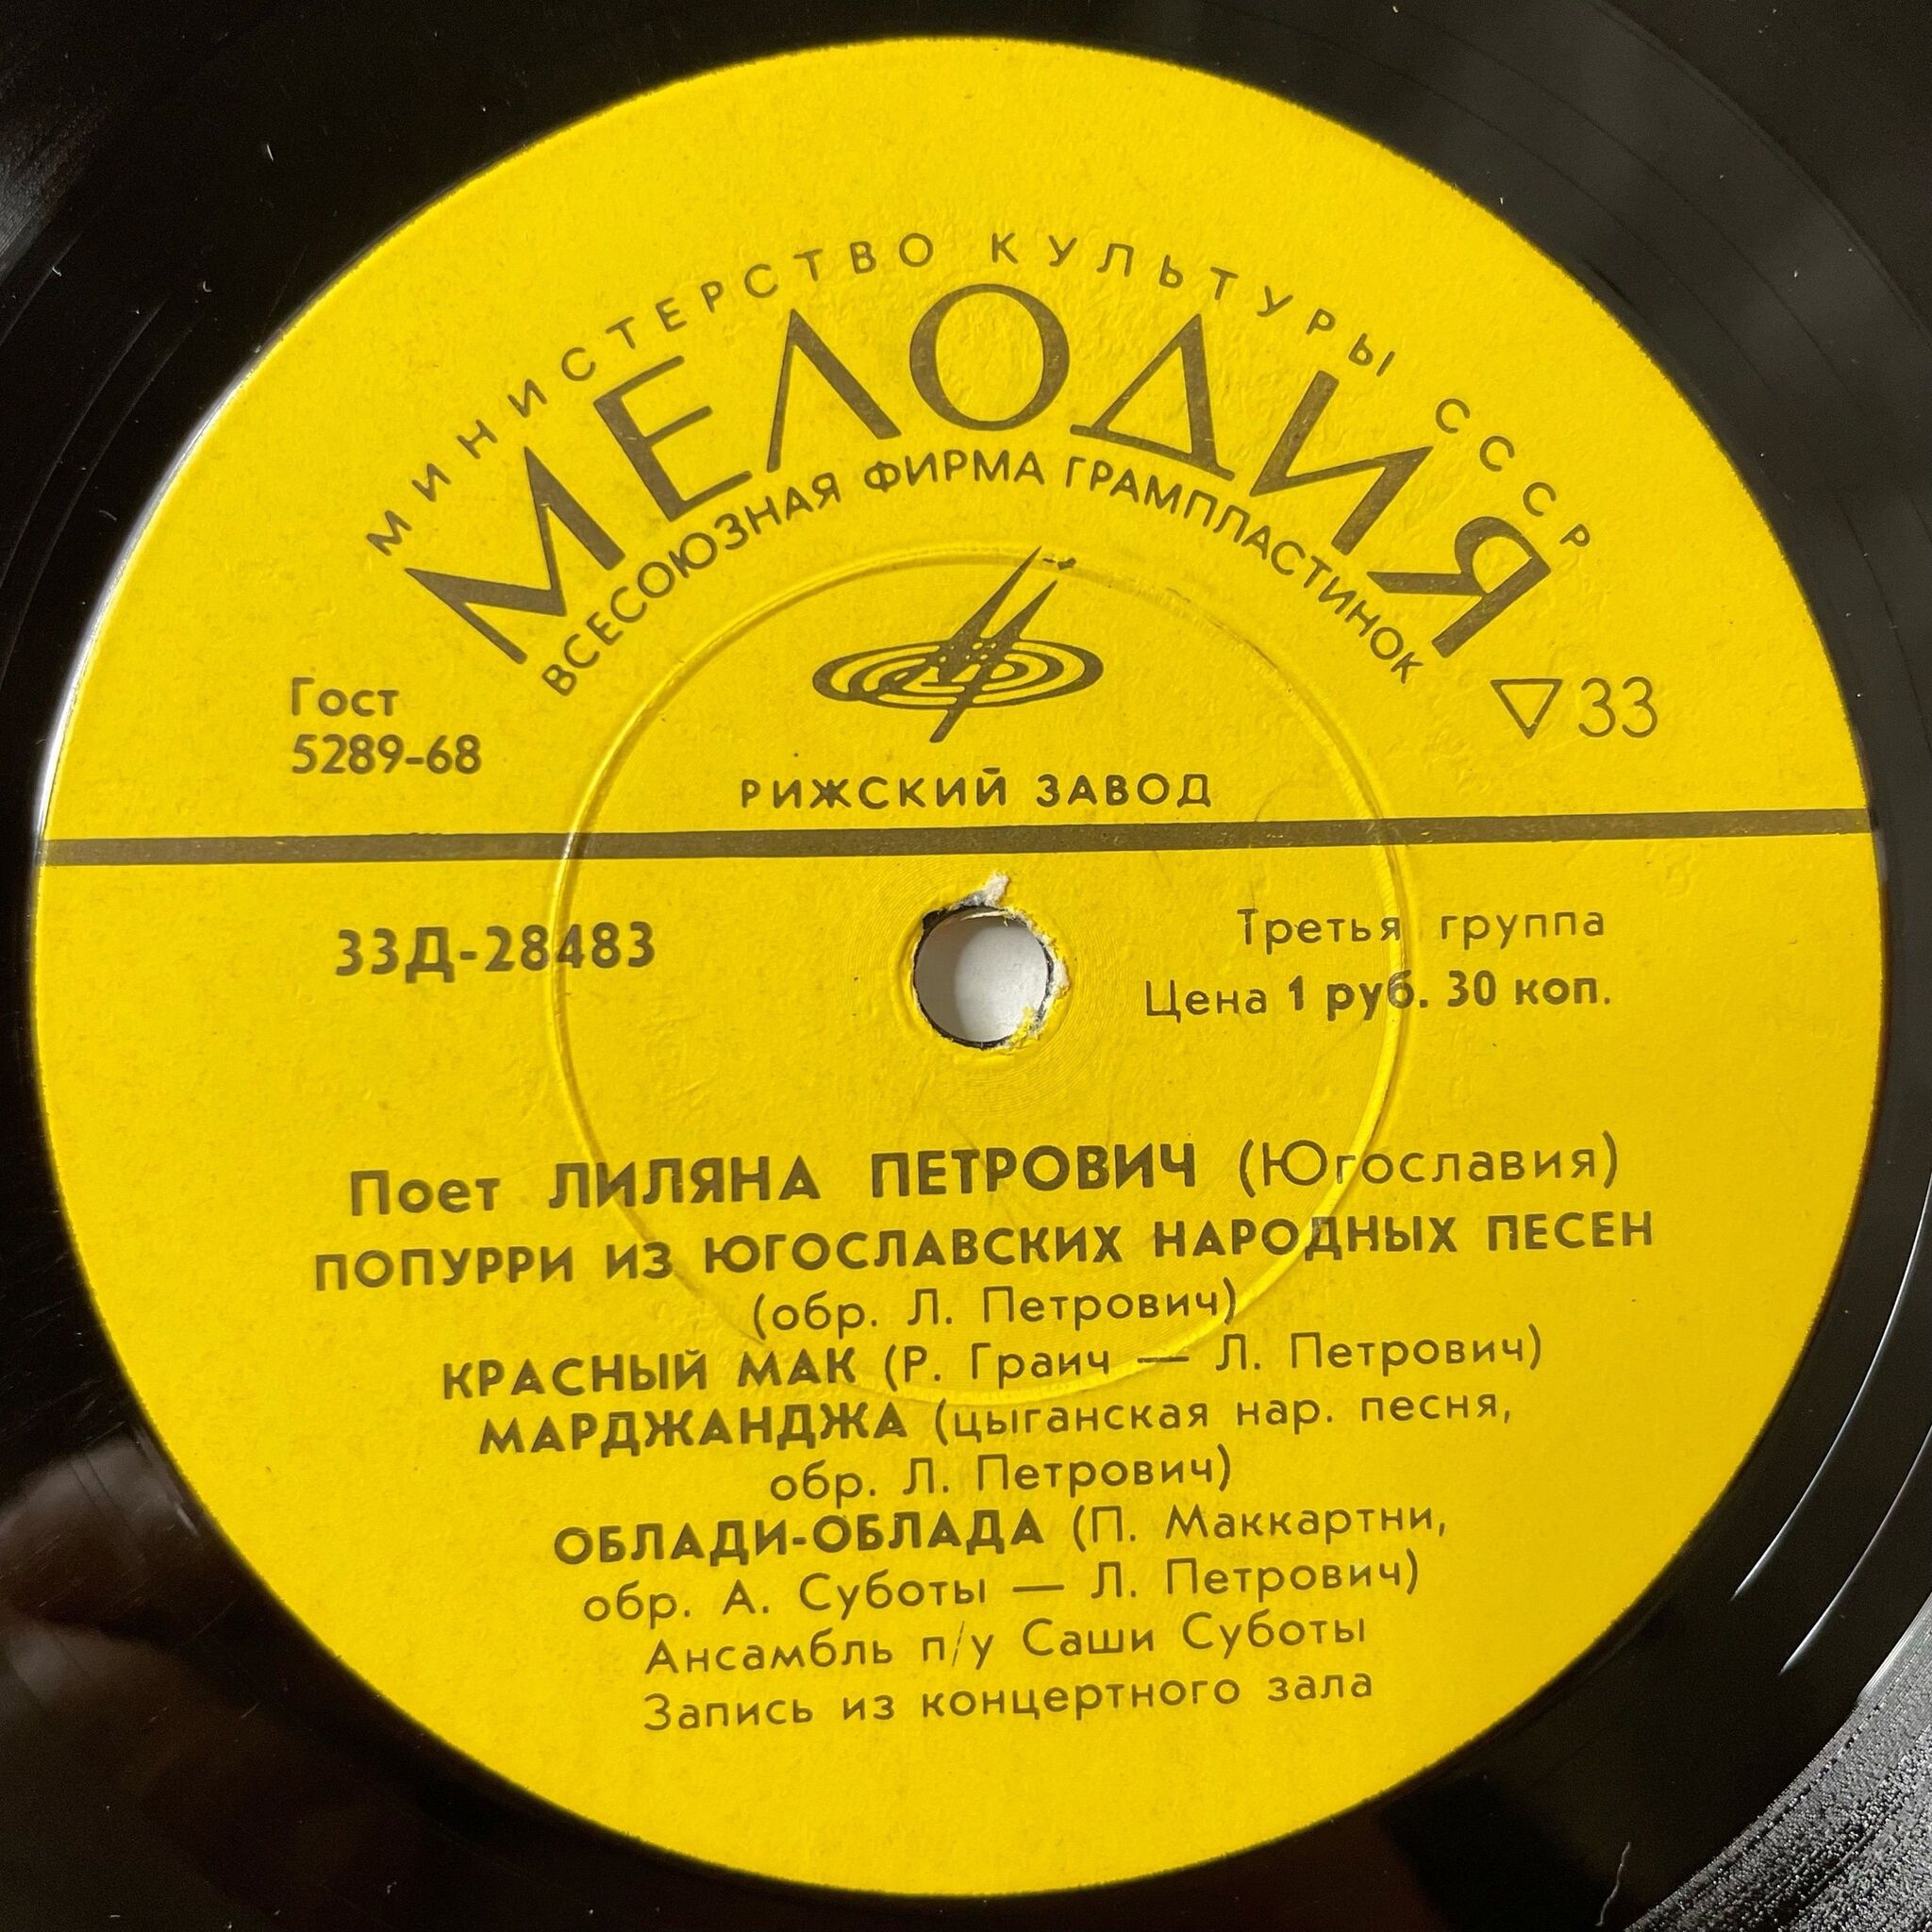 МИНИСТЕРСТВО КУЛЬТУРЫ СССР
МЕЛОДИЯ
ВСЕСОЮЗНАЯ ФИРМА ГРАМПЛАСТИНОК
Гост
5289-68
▽33
РИЖСКИЙ ЗАВОД
33Д-28483
Третья группа
Цена 1 руб. 30 коп.
Поет ЛИЛЯНА ПЕТРОВИЧ (Югославия)
ПОПУРРИ ИЗ ЮГОСЛАВСКИХ НАРОДНЫХ ПЕСЕН
(обр. Л. Петрович)
КРАСНЫЙ МАК (Р. Граич — Л. Петрович)
МАРДЖАНДЖА (цыганская нар. песня,
обр. Л. Петрович)
ОБЛАДИ-ОБЛАДА (П. Маккартни,
обр. А. Суботы — Л. Петрович)
Ансамбль п/у Саши Суботы
Запись из концертного зала